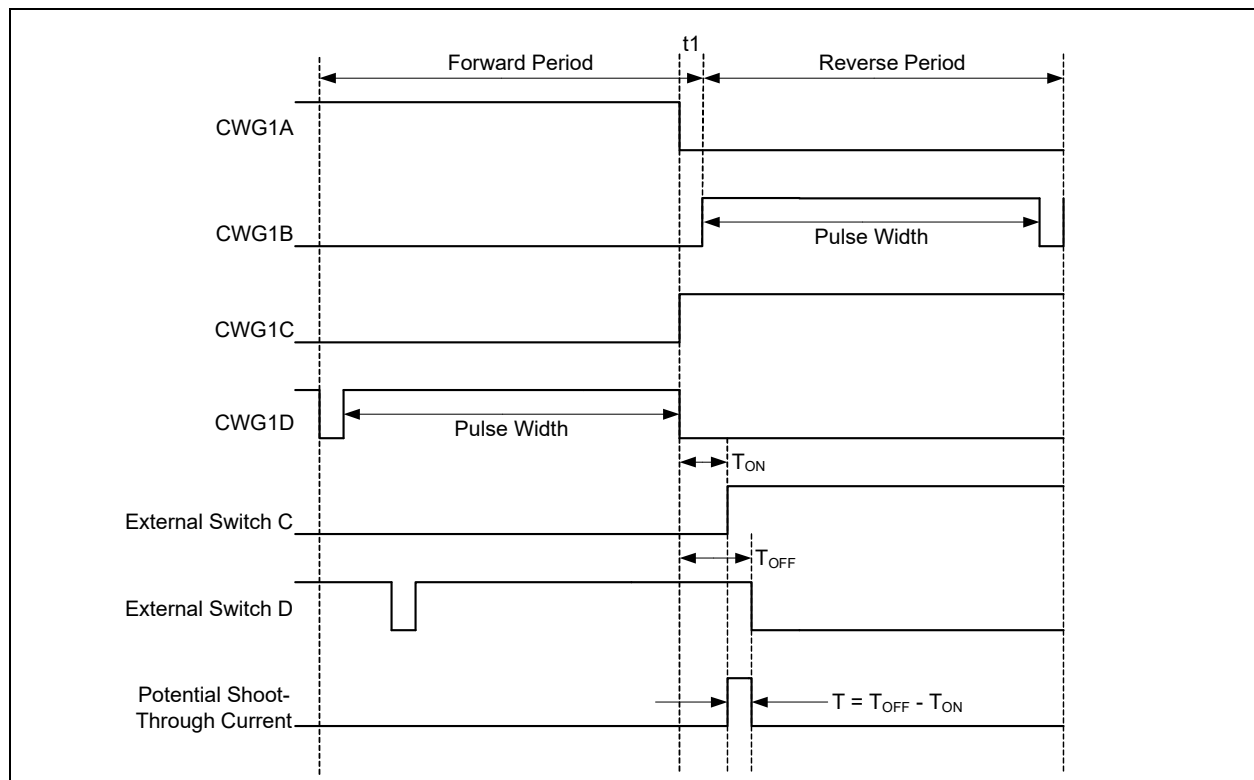 t1
Forward Period
Reverse Period
CWG1A
CWG1B
Pulse Width
CWG1C
CWG1D
Pulse Width
TON
External Switch C
TOFF
External Switch D
Potential Shoot-
Through Current
T = TOFF - TON